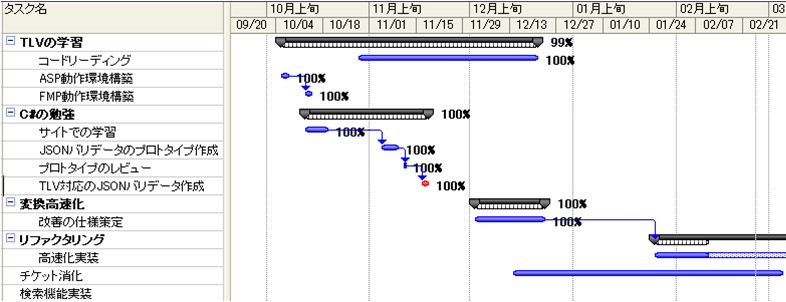 タスク名
10月上旬 11月上旬 12月上旬 01月上旬 02月上旬 03
09/20 10/04 10/18 11/01 11/15 11/29 12/13 12/27 01/10 01/24 02/07 02/21
TLVの学習 99%
コードリーディング 100%
ASP動作環境構築 100%
FMP動作環境構築 100%
C#の勉強 100%
サイトでの学習 100%
JSONバリデータのプロトタイプ作成 100%
プロトタイプのレビュー 100%
TLV対応のJSONバリデータ作成 100%
変換高速化 100%
改善の仕様策定 100%
リファクタリング
高速化実装
チケット消化
検索機能実装